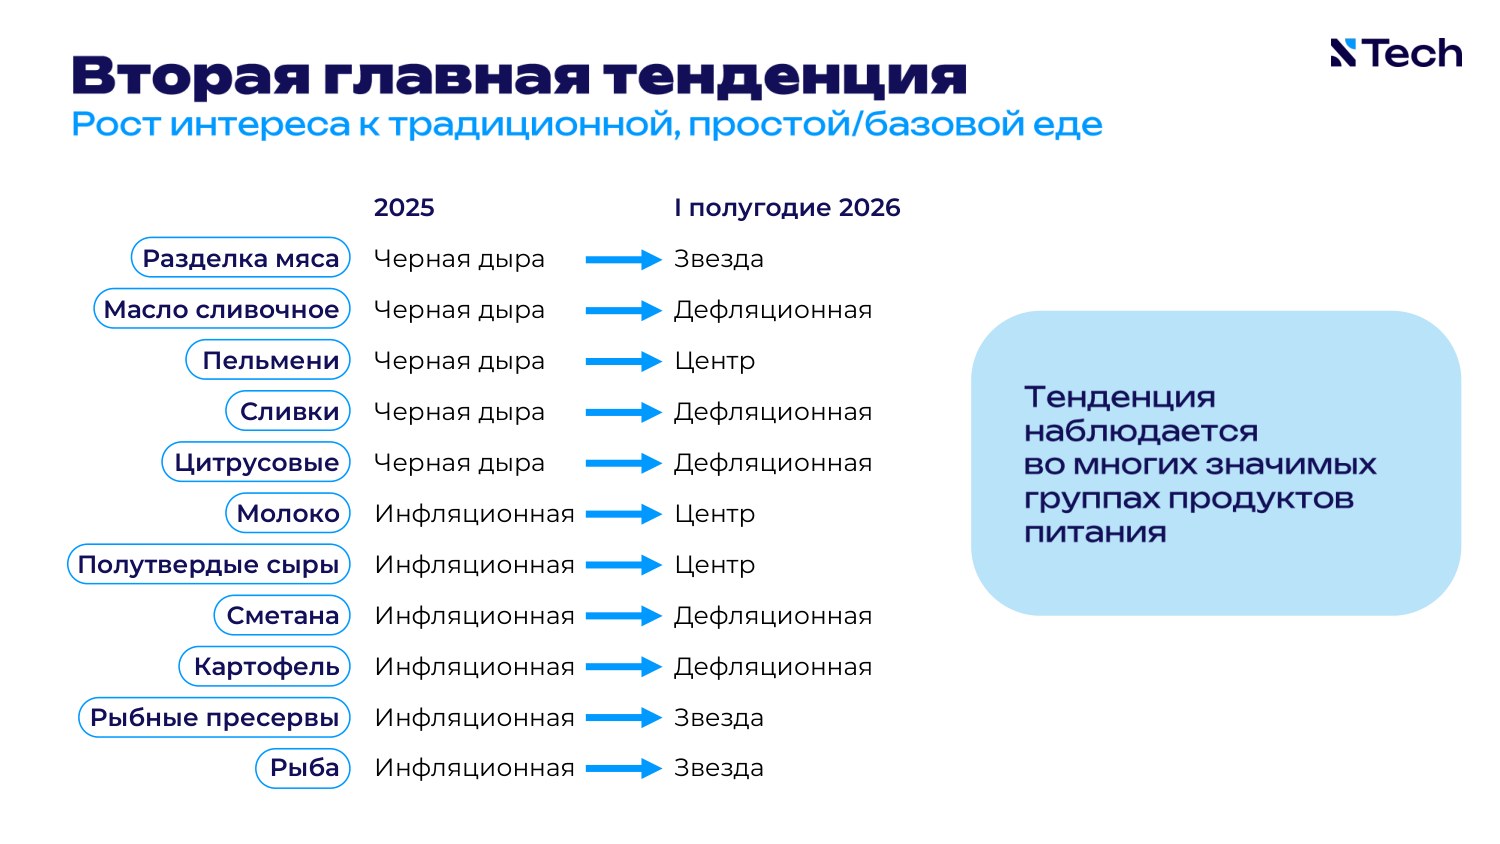 Tech
Вторая главная тенденция
Рост интереса к традиционной, простой/базовой еде
2025 I полугодие 2026
Разделка мяса Черная дыра Звезда
Масло сливочное Черная дыра Дефляционная
Пельмени Черная дыра Центр
Сливки Черная дыра Дефляционная
Цитрусовые Черная дыра Дефляционная
Молоко Инфляционная Центр
Полутвердые сыры Инфляционная Центр
Сметана Инфляционная Дефляционная
Картофель Инфляционная Дефляционная
Рыбные пресервы Инфляционная Звезда
Рыба Инфляционная Звезда
Тенденция
наблюдается
во многих значимых
группах продуктов
питания